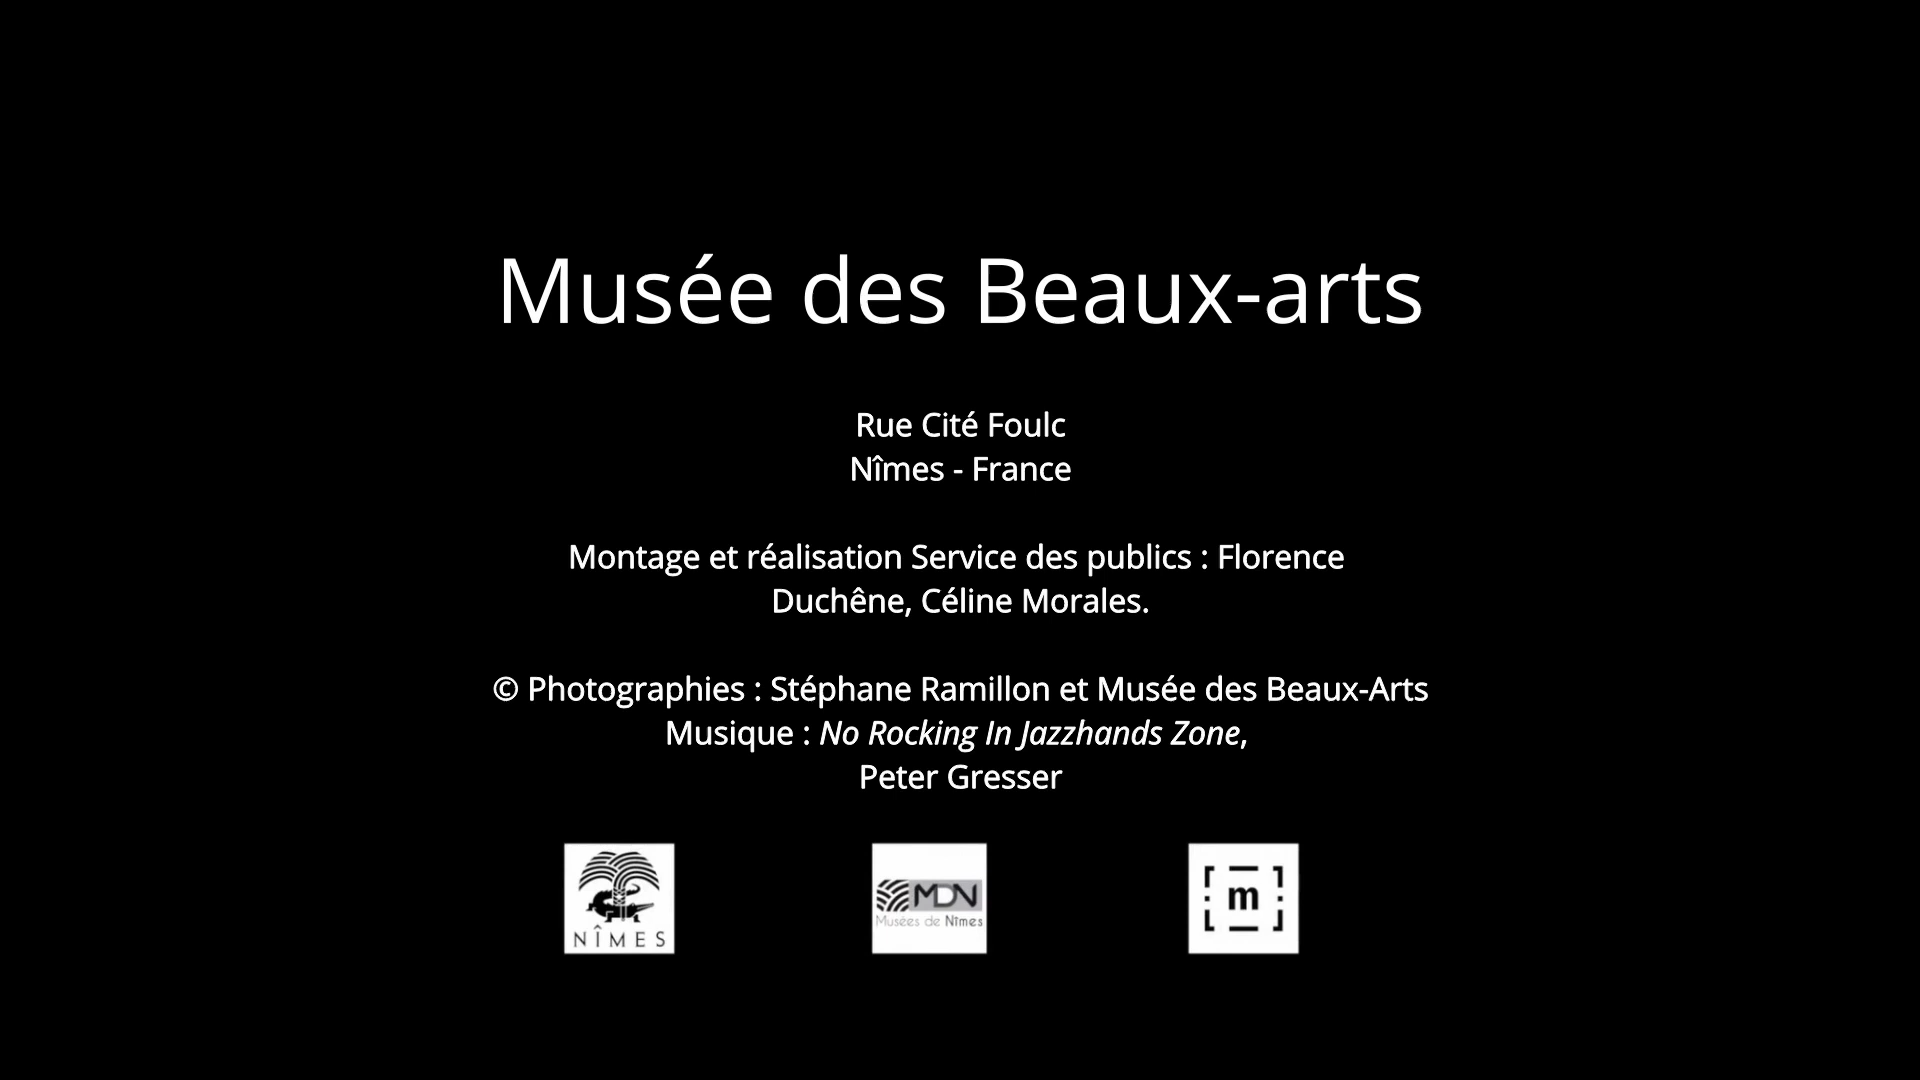 Musée des Beaux-arts
Rue Cité Foulc
Nîmes - France
Montage et réalisation Service des publics : Florence
Duchêne, Céline Morales.
© Photographies : Stéphane Ramillon et Musée des Beaux-Arts
Musique : No Rocking In Jazzhands Zone,
Peter Gresser
NÎMES
MDN
Musées de Nîmes
[m]